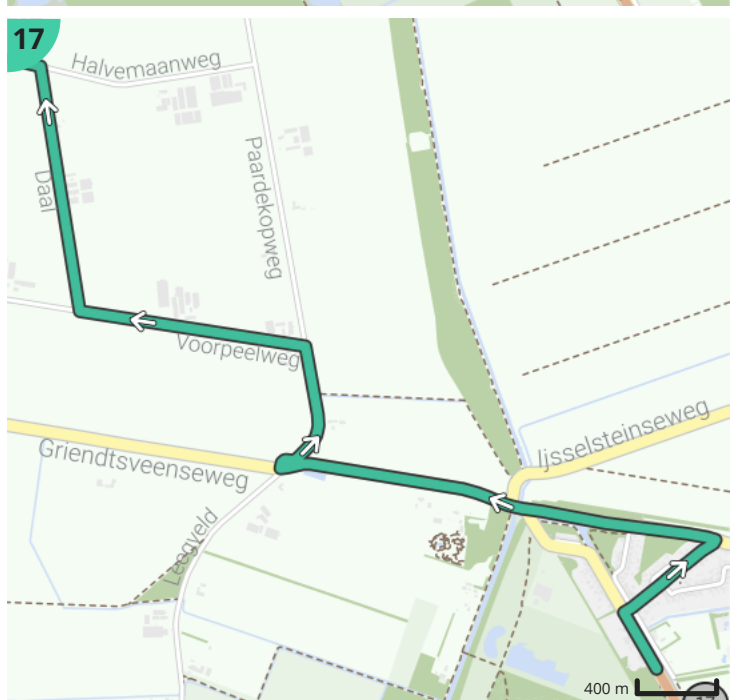 17
Halvemaanweg
Daal
Paardekopweg
Voorpeelweg
Ijsselsteinseweg
Griendtsveenseweg
Leegveld
400 m